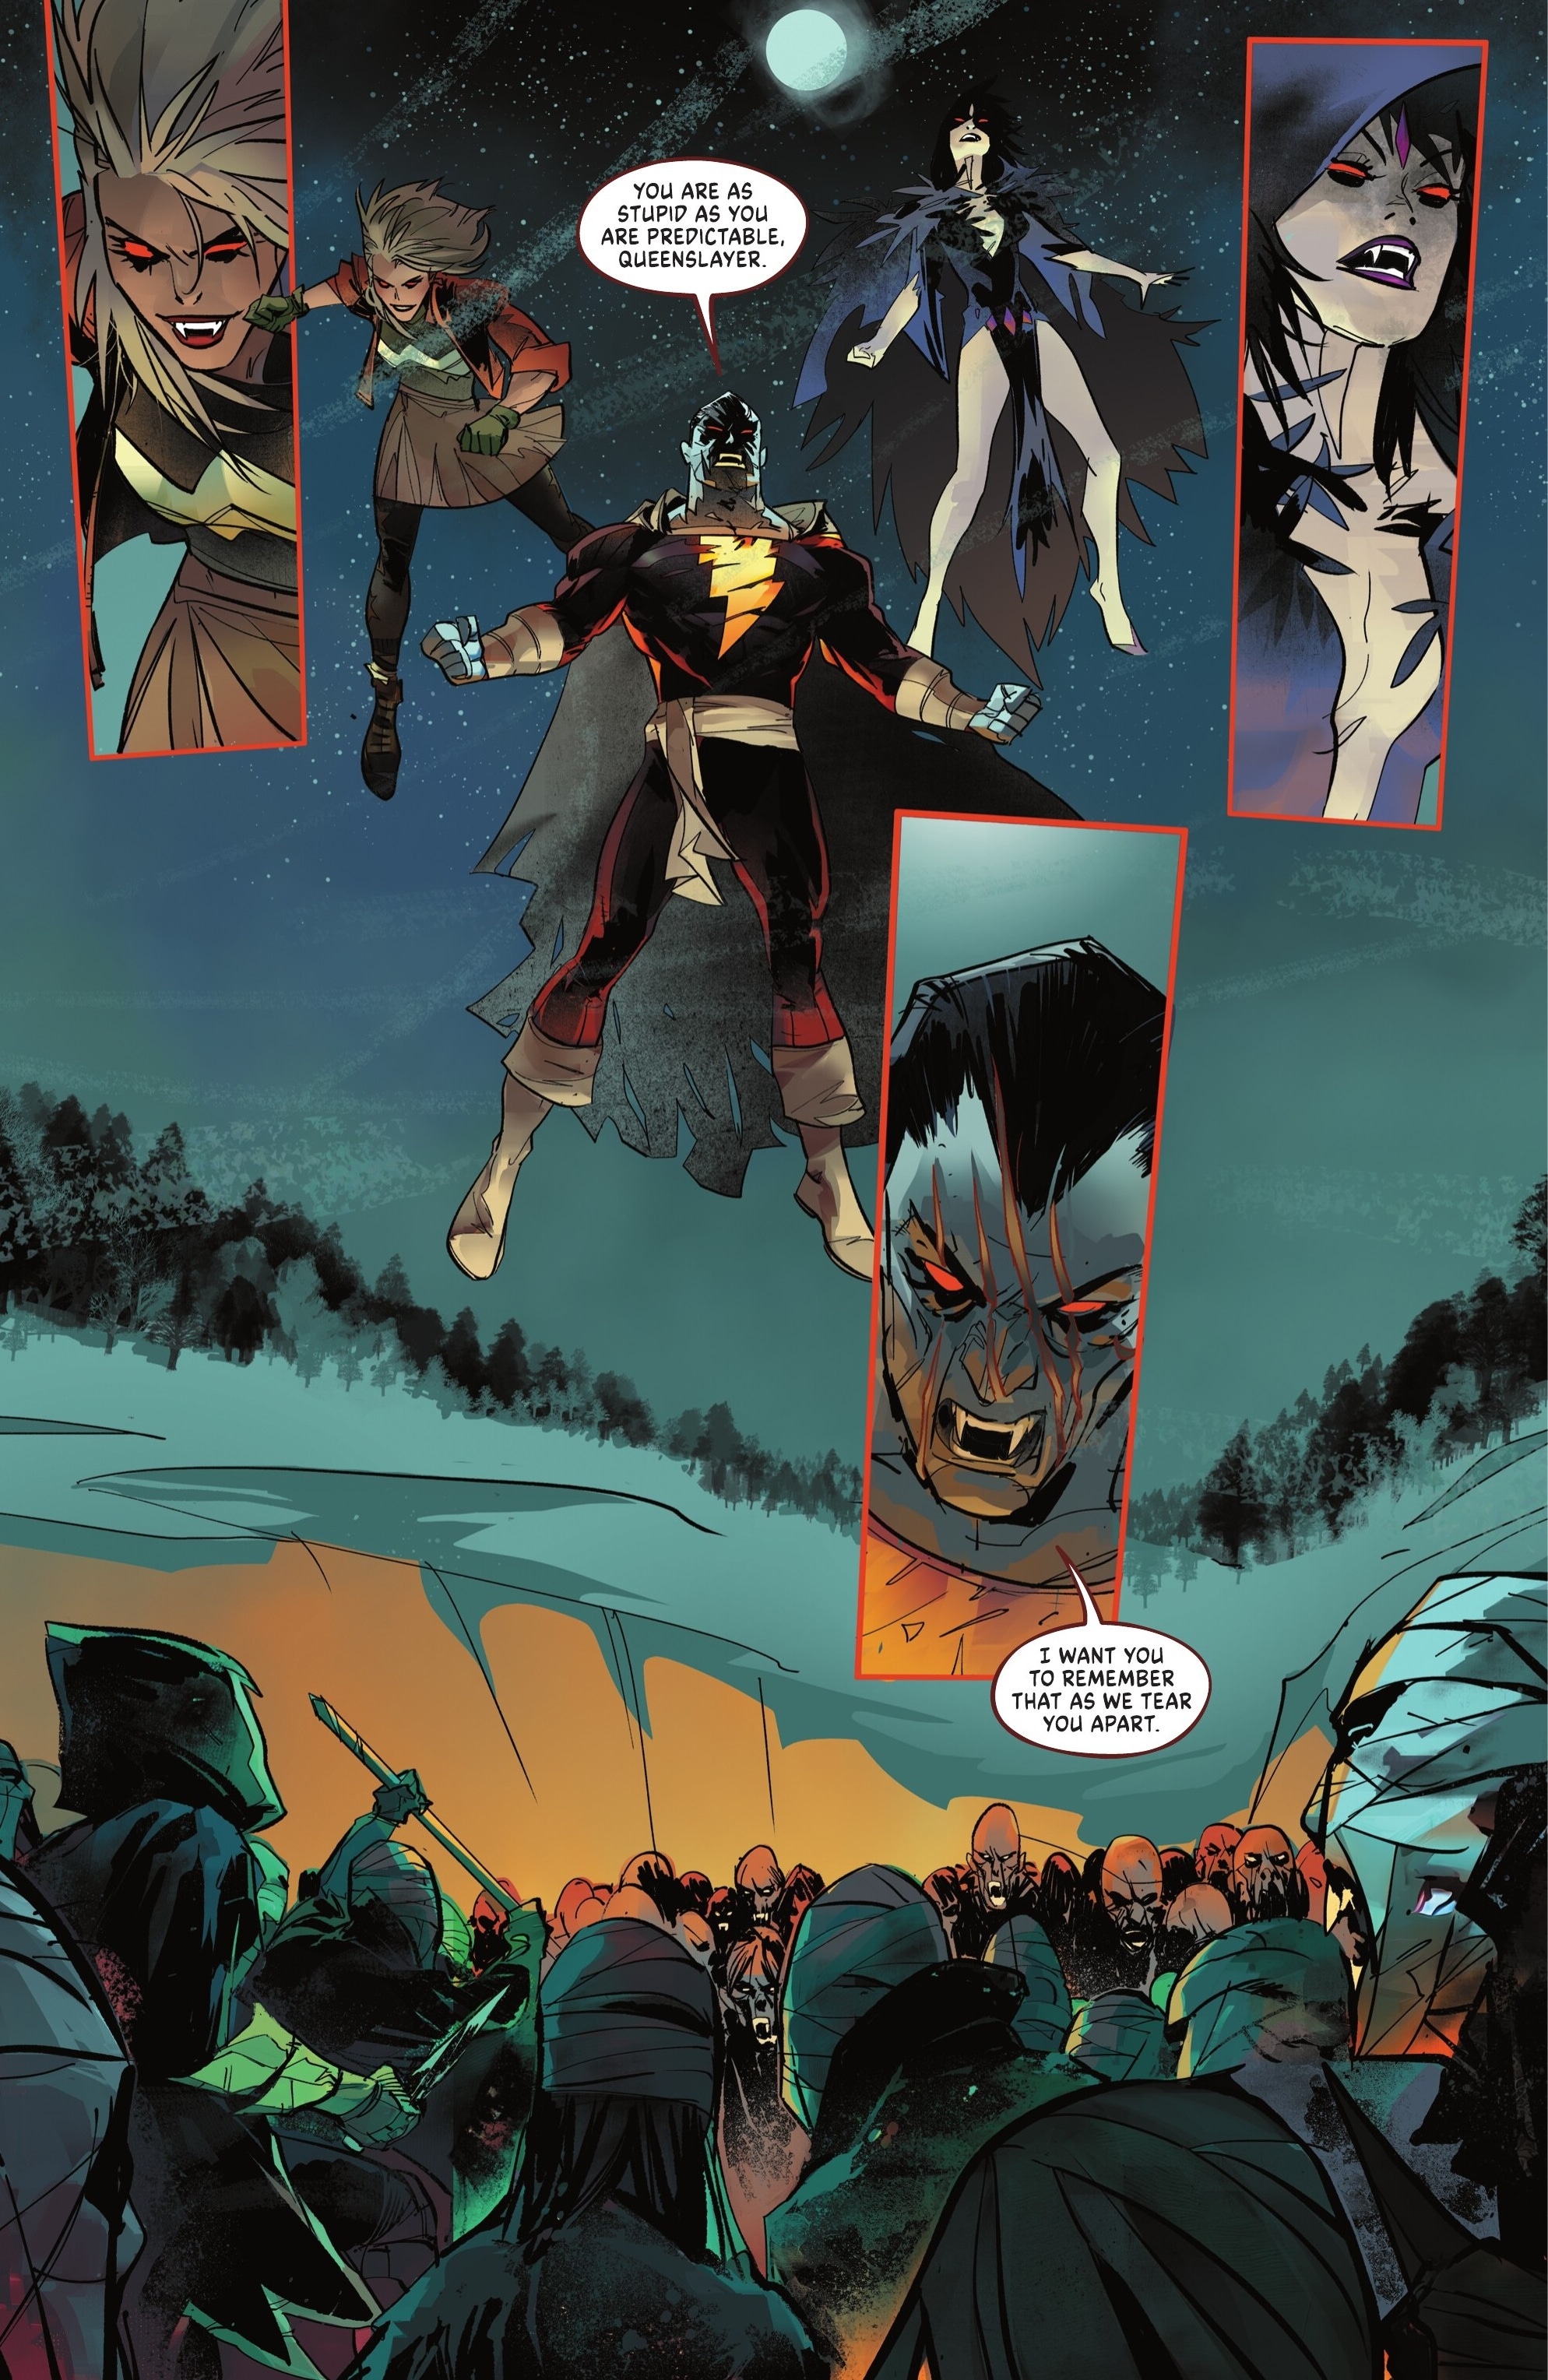 YOU ARE AS
STUPID AS YOU
ARE PREDICTABLE,
QUEENSLAYER.
I WANT YOU
TO REMEMBER
THAT AS WE TEAR
YOU APART.